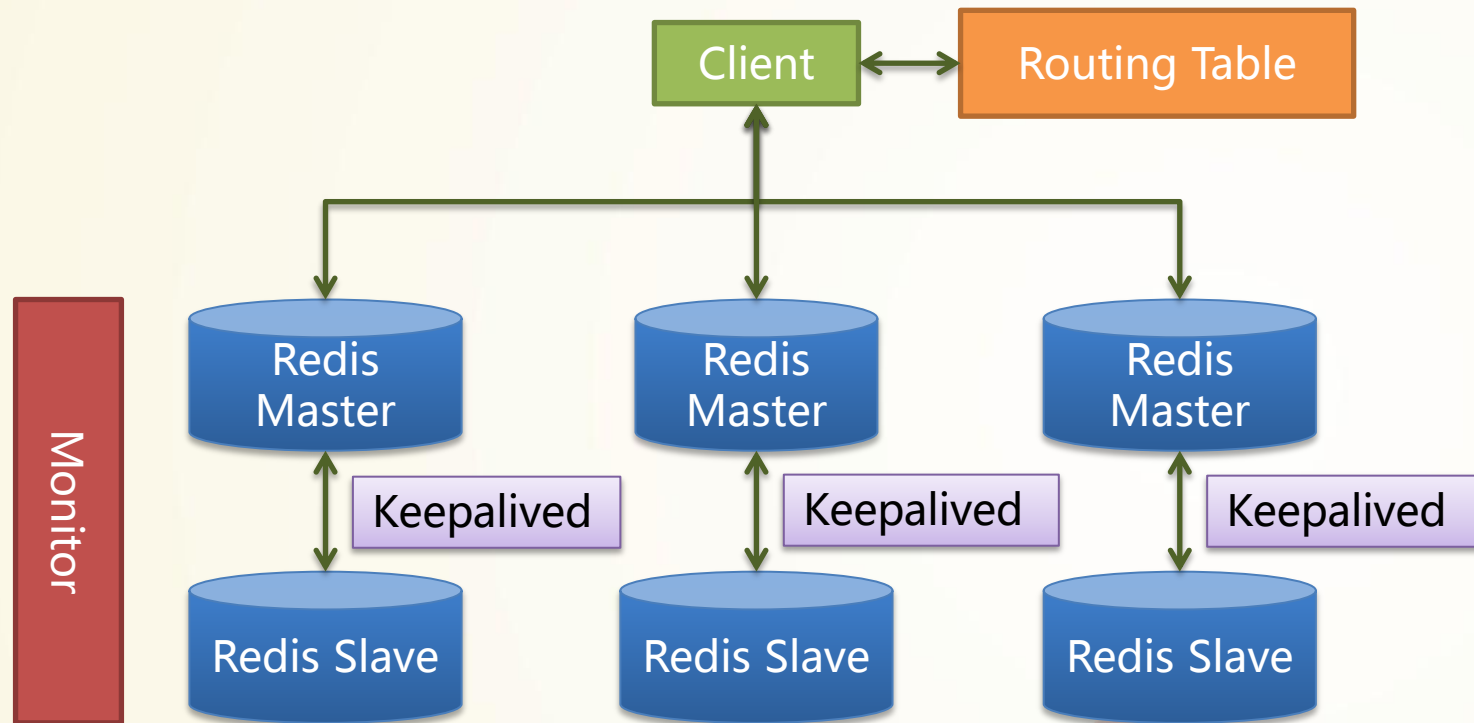 Client
Routing Table
Redis
Master
Redis
Master
Redis
Master
Monitor
Keepalived
Keepalived
Keepalived
Redis Slave
Redis Slave
Redis Slave